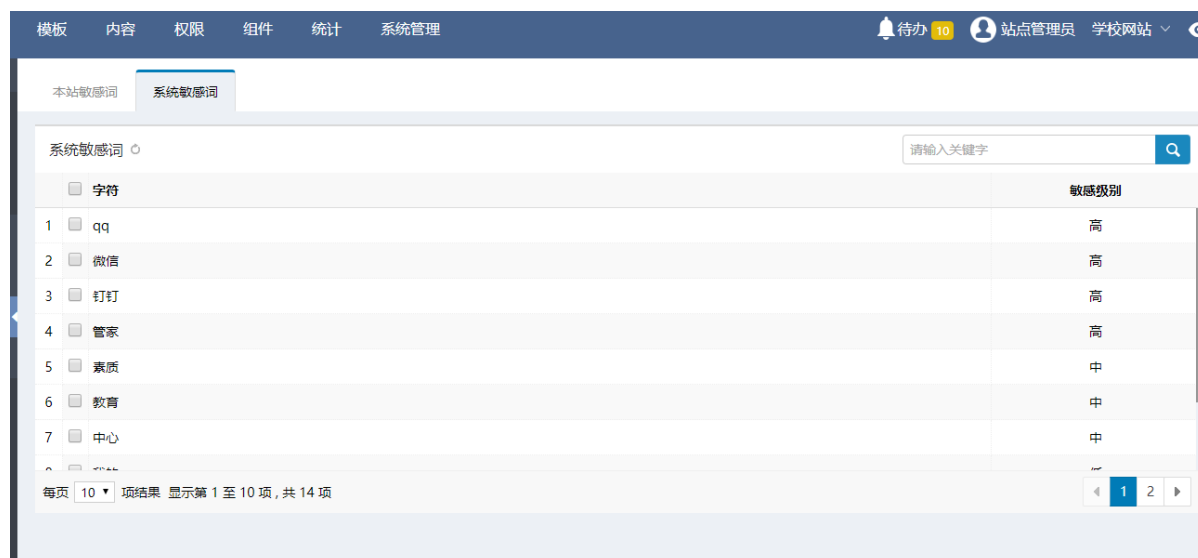 模板 内容 权限 组件 统计 系统管理 待办 10 站点管理员 学校网站
本站敏感词 系统敏感词
系统敏感词 请输入关键字
字符 敏感级别
1 qq 高
2 微信 高
3 钉钉 高
4 管家 高
5 素质 中
6 教育 中
7 中心 中
每页 10 项结果 显示第 1 至 10 项 , 共 14 项 1 2